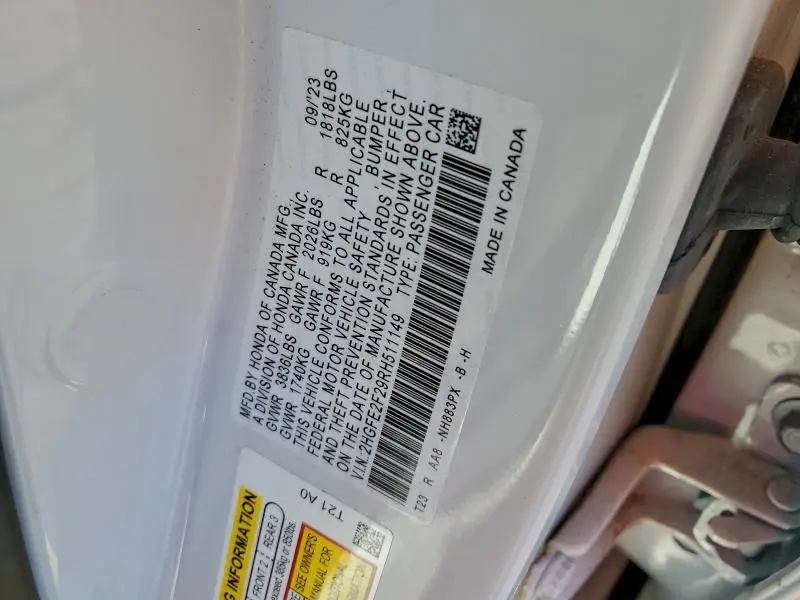 MFD.BY HONDA OF CANADA MFG. 09/'23
A DIVISION OF HONDA CANADA INC.
GVWR 3836LBS GAWR F 2026LBS R 1818LBS
GVWR 1740KG GAWR F 919KG R 825KG
THIS VEHICLE CONFORMS TO ALL APPLICABLE
FEDERAL MOTOR VEHICLE SAFETY , BUMPER,
AND THEFT PREVENTION STANDARDS IN EFFECT
ON THE DATE OF MANUFACTURE SHOWN ABOVE.
V.I.N.:2HGFE2F29RH511149 TYPE: PASSENGER CAR
T23 R AA8 -NH883PX -B -H
MADE IN CANADA
T21 A0
INFORMATION
FRONT 2 REAR 3
SEE OWNER'S
MANUAL FOR